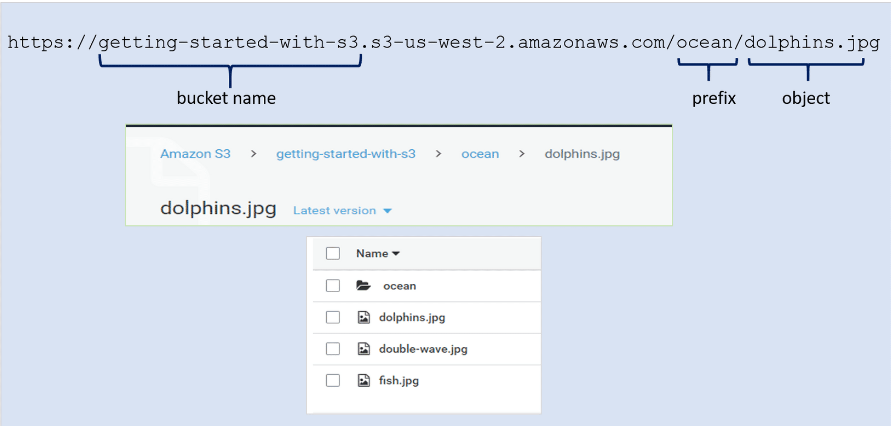 https://getting-started-with-s3.s3-us-west-2.amazonaws.com/ocean/dolphins.jpg
bucket name prefix object
Amazon S3 > getting-started-with-s3 > ocean > dolphins.jpg
dolphins.jpg Latest version
Name
ocean
dolphins.jpg
double-wave.jpg
fish.jpg